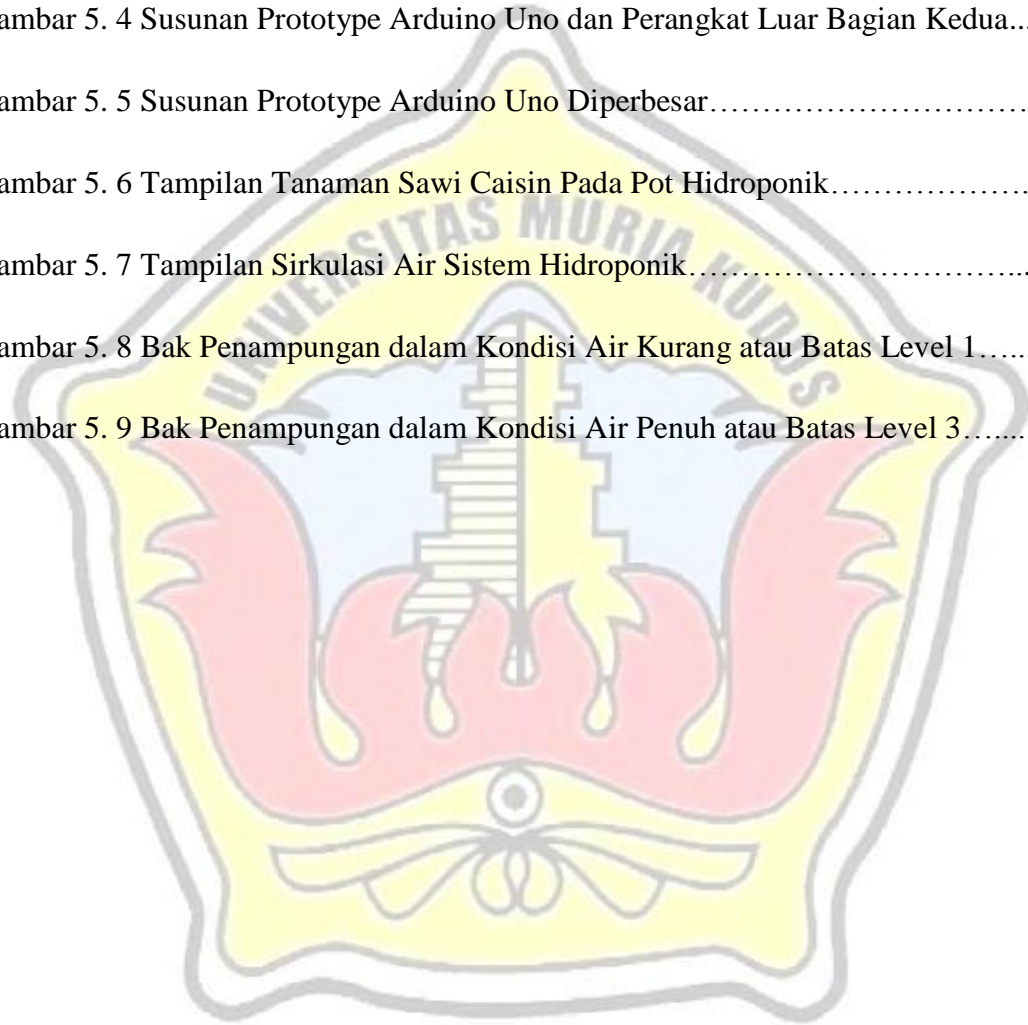 ambar 5. 4 Susunan Prototype Arduino Uno dan Perangkat Luar Bagian Kedua...
ambar 5. 5 Susunan Prototype Arduino Uno Diperbesar……………………………
ambar 5. 6 Tampilan Tanaman Sawi Caisin Pada Pot Hidroponik……………….
ambar 5. 7 Tampilan Sirkulasi Air Sistem Hidroponik…………………………...
ambar 5. 8 Bak Penampungan dalam Kondisi Air Kurang atau Batas Level 1…..
ambar 5. 9 Bak Penampungan dalam Kondisi Air Penuh atau Batas Level 3…....
UNIVERSITAS MURIA KUDUS